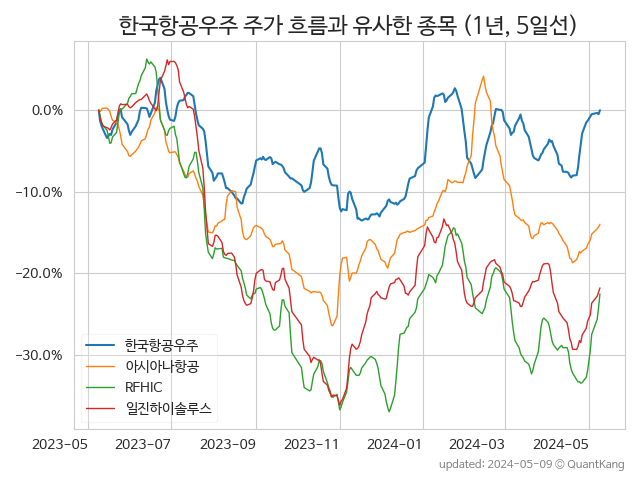 한국항공우주 주가 흐름과 유사한 종목 (1년, 5일선)
0.0%
−10.0%
−20.0%
−30.0%
한국항공우주
아시아나항공
RFHIC
일진하이솔루스
2023-05
2023-07
2023-09
2023-11
2024-01
2024-03
2024-05
updated: 2024-05-09 © QuantKang